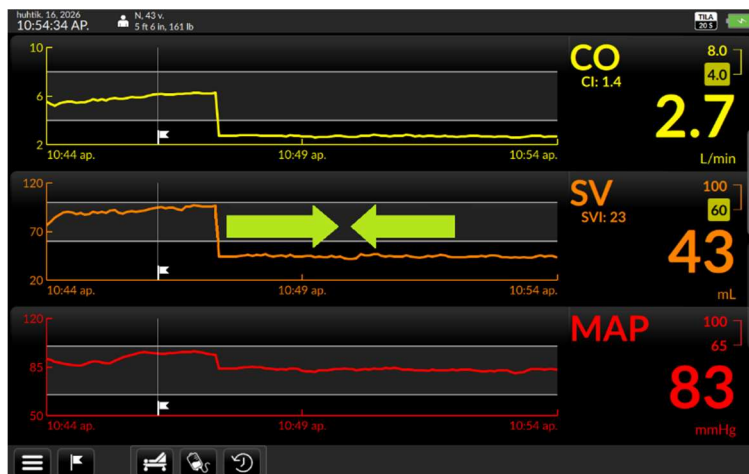 huhtik. 16, 2026
10:54:34 AP.
N, 43 v.
5 ft 6 in, 161 lb
TILA
20 S
10
6
2
10:44 ap.
10:49 ap.
10:54 ap.
CO
CI: 1.4
8.0
4.0
2.7
L/min
120
70
20
10:44 ap.
10:49 ap.
10:54 ap.
SV
SVI: 23
100
60
43
mL
120
85
50
10:44 ap.
10:49 ap.
10:54 ap.
MAP
100
65
83
mmHg